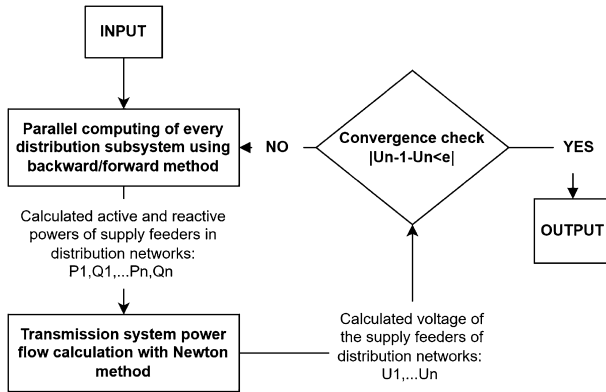 INPUT
Parallel computing of every
distribution subsystem using
backward/forward method
Calculated active and reactive
powers of supply feeders in
distribution networks:
P1,Q1,...Pn,Qn
Transmission system power
flow calculation with Newton
method
Calculated voltage of
the supply feeders of
distribution networks:
U1,...Un
Convergence check
|Un-1-Un<e|
NO
YES
OUTPUT